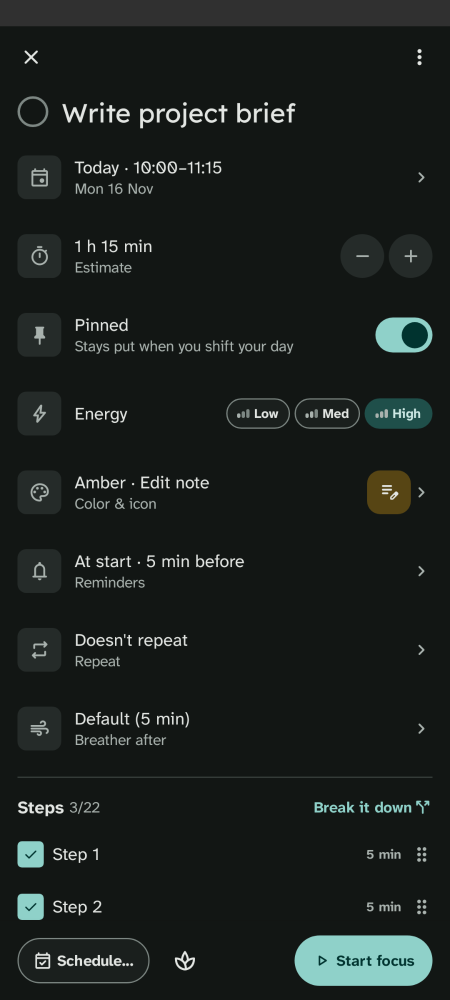 Write project brief
Today · 10:00–11:15
Mon 16 Nov
1 h 15 min
Estimate
Pinned
Stays put when you shift your day
Energy
Low
Med
High
Amber · Edit note
Color & icon
At start · 5 min before
Reminders
Doesn't repeat
Repeat
Default (5 min)
Breather after
Steps 3/22
Break it down
Step 1
5 min
Step 2
5 min
Schedule...
Start focus